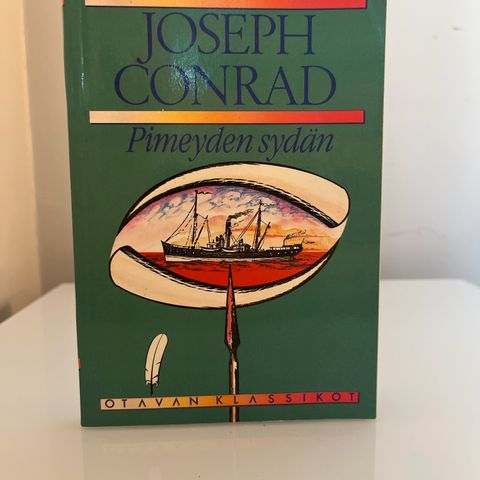 JOSEPH
CONRAD
Pimeyden sydän
OTAVAN KLASSIKOT